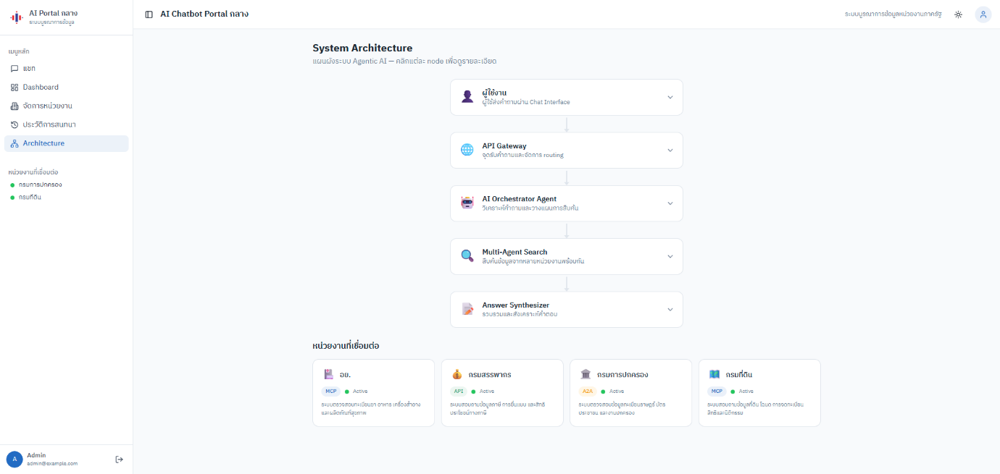 AI Portal กลาง
ระบบบูรณาการข้อมูล
AI Chatbot Portal กลาง
ระบบบูรณาการข้อมูลหน่วยงานภาครัฐ
เมนูหลัก
แชท
Dashboard
จัดการหน่วยงาน
ประวัติการสนทนา
Architecture
หน่วยงานที่เชื่อมต่อ
กรมการปกครอง
กรมที่ดิน
System Architecture
แผนผังระบบ Agentic AI — คลิกแต่ละ node เพื่อดูรายละเอียด
ผู้ใช้งาน
ผู้ใช้ส่งคำถามผ่าน Chat Interface
API Gateway
จุดรับคำถามและจัดการ routing
AI Orchestrator Agent
วิเคราะห์คำถามและวางแผนการสืบค้น
Multi-Agent Search
สืบค้นข้อมูลจากหลายหน่วยงานพร้อมกัน
Answer Synthesizer
รวบรวมและสังเคราะห์คำตอบ
หน่วยงานที่เชื่อมต่อ
อย.
MCP Active
ระบบตรวจสอบทะเบียนยา อาหาร เครื่องสำอาง
และผลิตภัณฑ์สุขภาพ
กรมสรรพากร
API Active
ระบบสอบถามข้อมูลภาษี การยื่นแบบ และสิทธิ
ประโยชน์ทางภาษี
กรมการปกครอง
A2A Active
ระบบตรวจสอบข้อมูลทะเบียนราษฎร์ บัตร
ประชาชน และงานปกครอง
กรมที่ดิน
MCP Active
ระบบสอบถามข้อมูลที่ดิน โฉนด การจดทะเบียน
สิทธิและนิติกรรม
A
Admin
admin@example.com